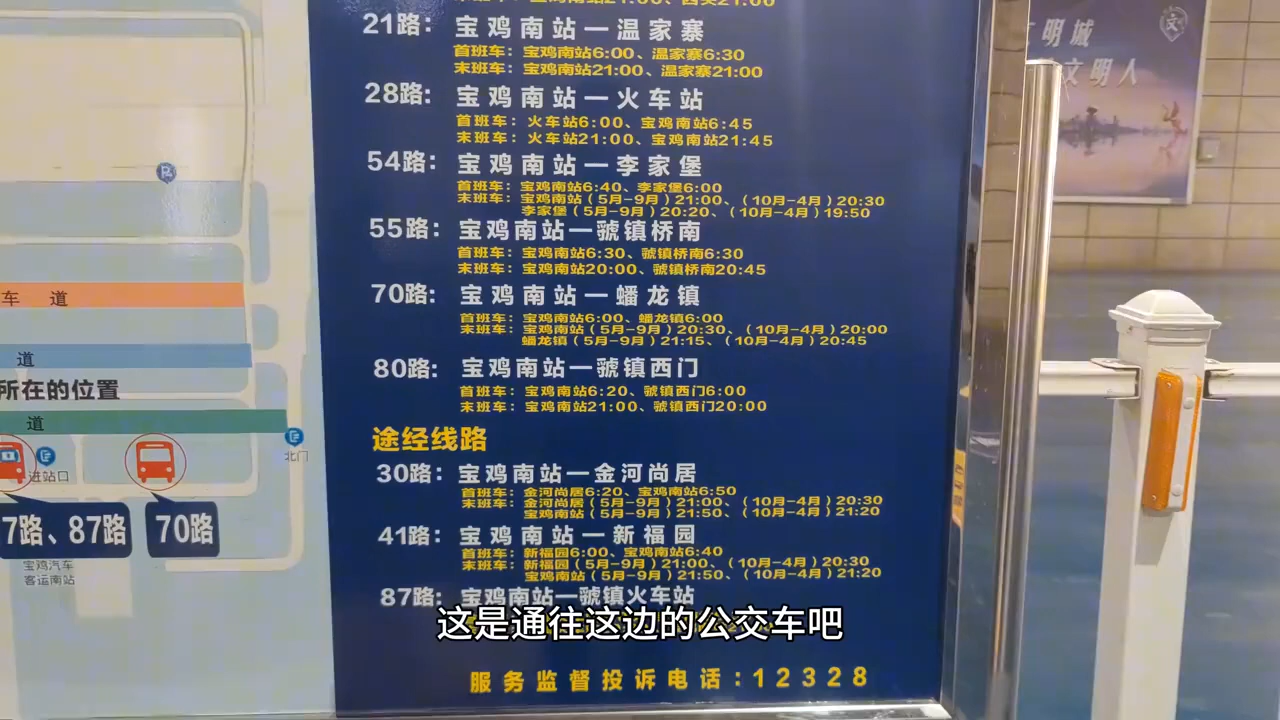 21路：宝鸡南站—温家寨
首班车：宝鸡南站6:00、温家寨6:30
末班车：宝鸡南站21:00、温家寨21:00
28路：宝鸡南站—火车站
首班车：火车站6:00、宝鸡南站6:45
末班车：火车站21:00、宝鸡南站21:45
54路：宝鸡南站—李家堡
首班车：宝鸡南站6:40、李家堡6:00
末班车：宝鸡南站（5月-9月）21:00、（10月-4月）20:30
李家堡（5月-9月）20:20、（10月-4月）19:50
55路：宝鸡南站—虢镇桥南
首班车：宝鸡南站6:30、虢镇桥南6:30
末班车：宝鸡南站20:00、虢镇桥南20:45
70路：宝鸡南站—蟠龙镇
首班车：宝鸡南站6:00、蟠龙镇6:00
末班车：宝鸡南站（5月-9月）20:30、（10月-4月）20:00
蟠龙镇（5月-9月）21:15、（10月-4月）20:45
80路：宝鸡南站—虢镇西门
首班车：宝鸡南站6:20、虢镇西门6:00
末班车：宝鸡南站21:00、虢镇西门20:00
途经线路
30路：宝鸡南站—金河尚居
首班车：金河尚居6:20、宝鸡南站6:50
末班车：金河尚居（5月-9月）21:00、（10月-4月）20:30
宝鸡南站（5月-9月）21:50、（10月-4月）21:20
41路：宝鸡南站—新福园
首班车：新福园6:00、宝鸡南站6:40
末班车：新福园（5月-9月）21:00、（10月-4月）20:30
宝鸡南站（5月-9月）21:50、（10月-4月）21:20
87路：宝鸡南站—虢镇火车站
这是通往这边的公交车吧
服务监督投诉电话：12328
车道
道
所在的位置
道
进站口
北门
7路、87路
70路
宝鸡汽车
客运南站
明城
文明人